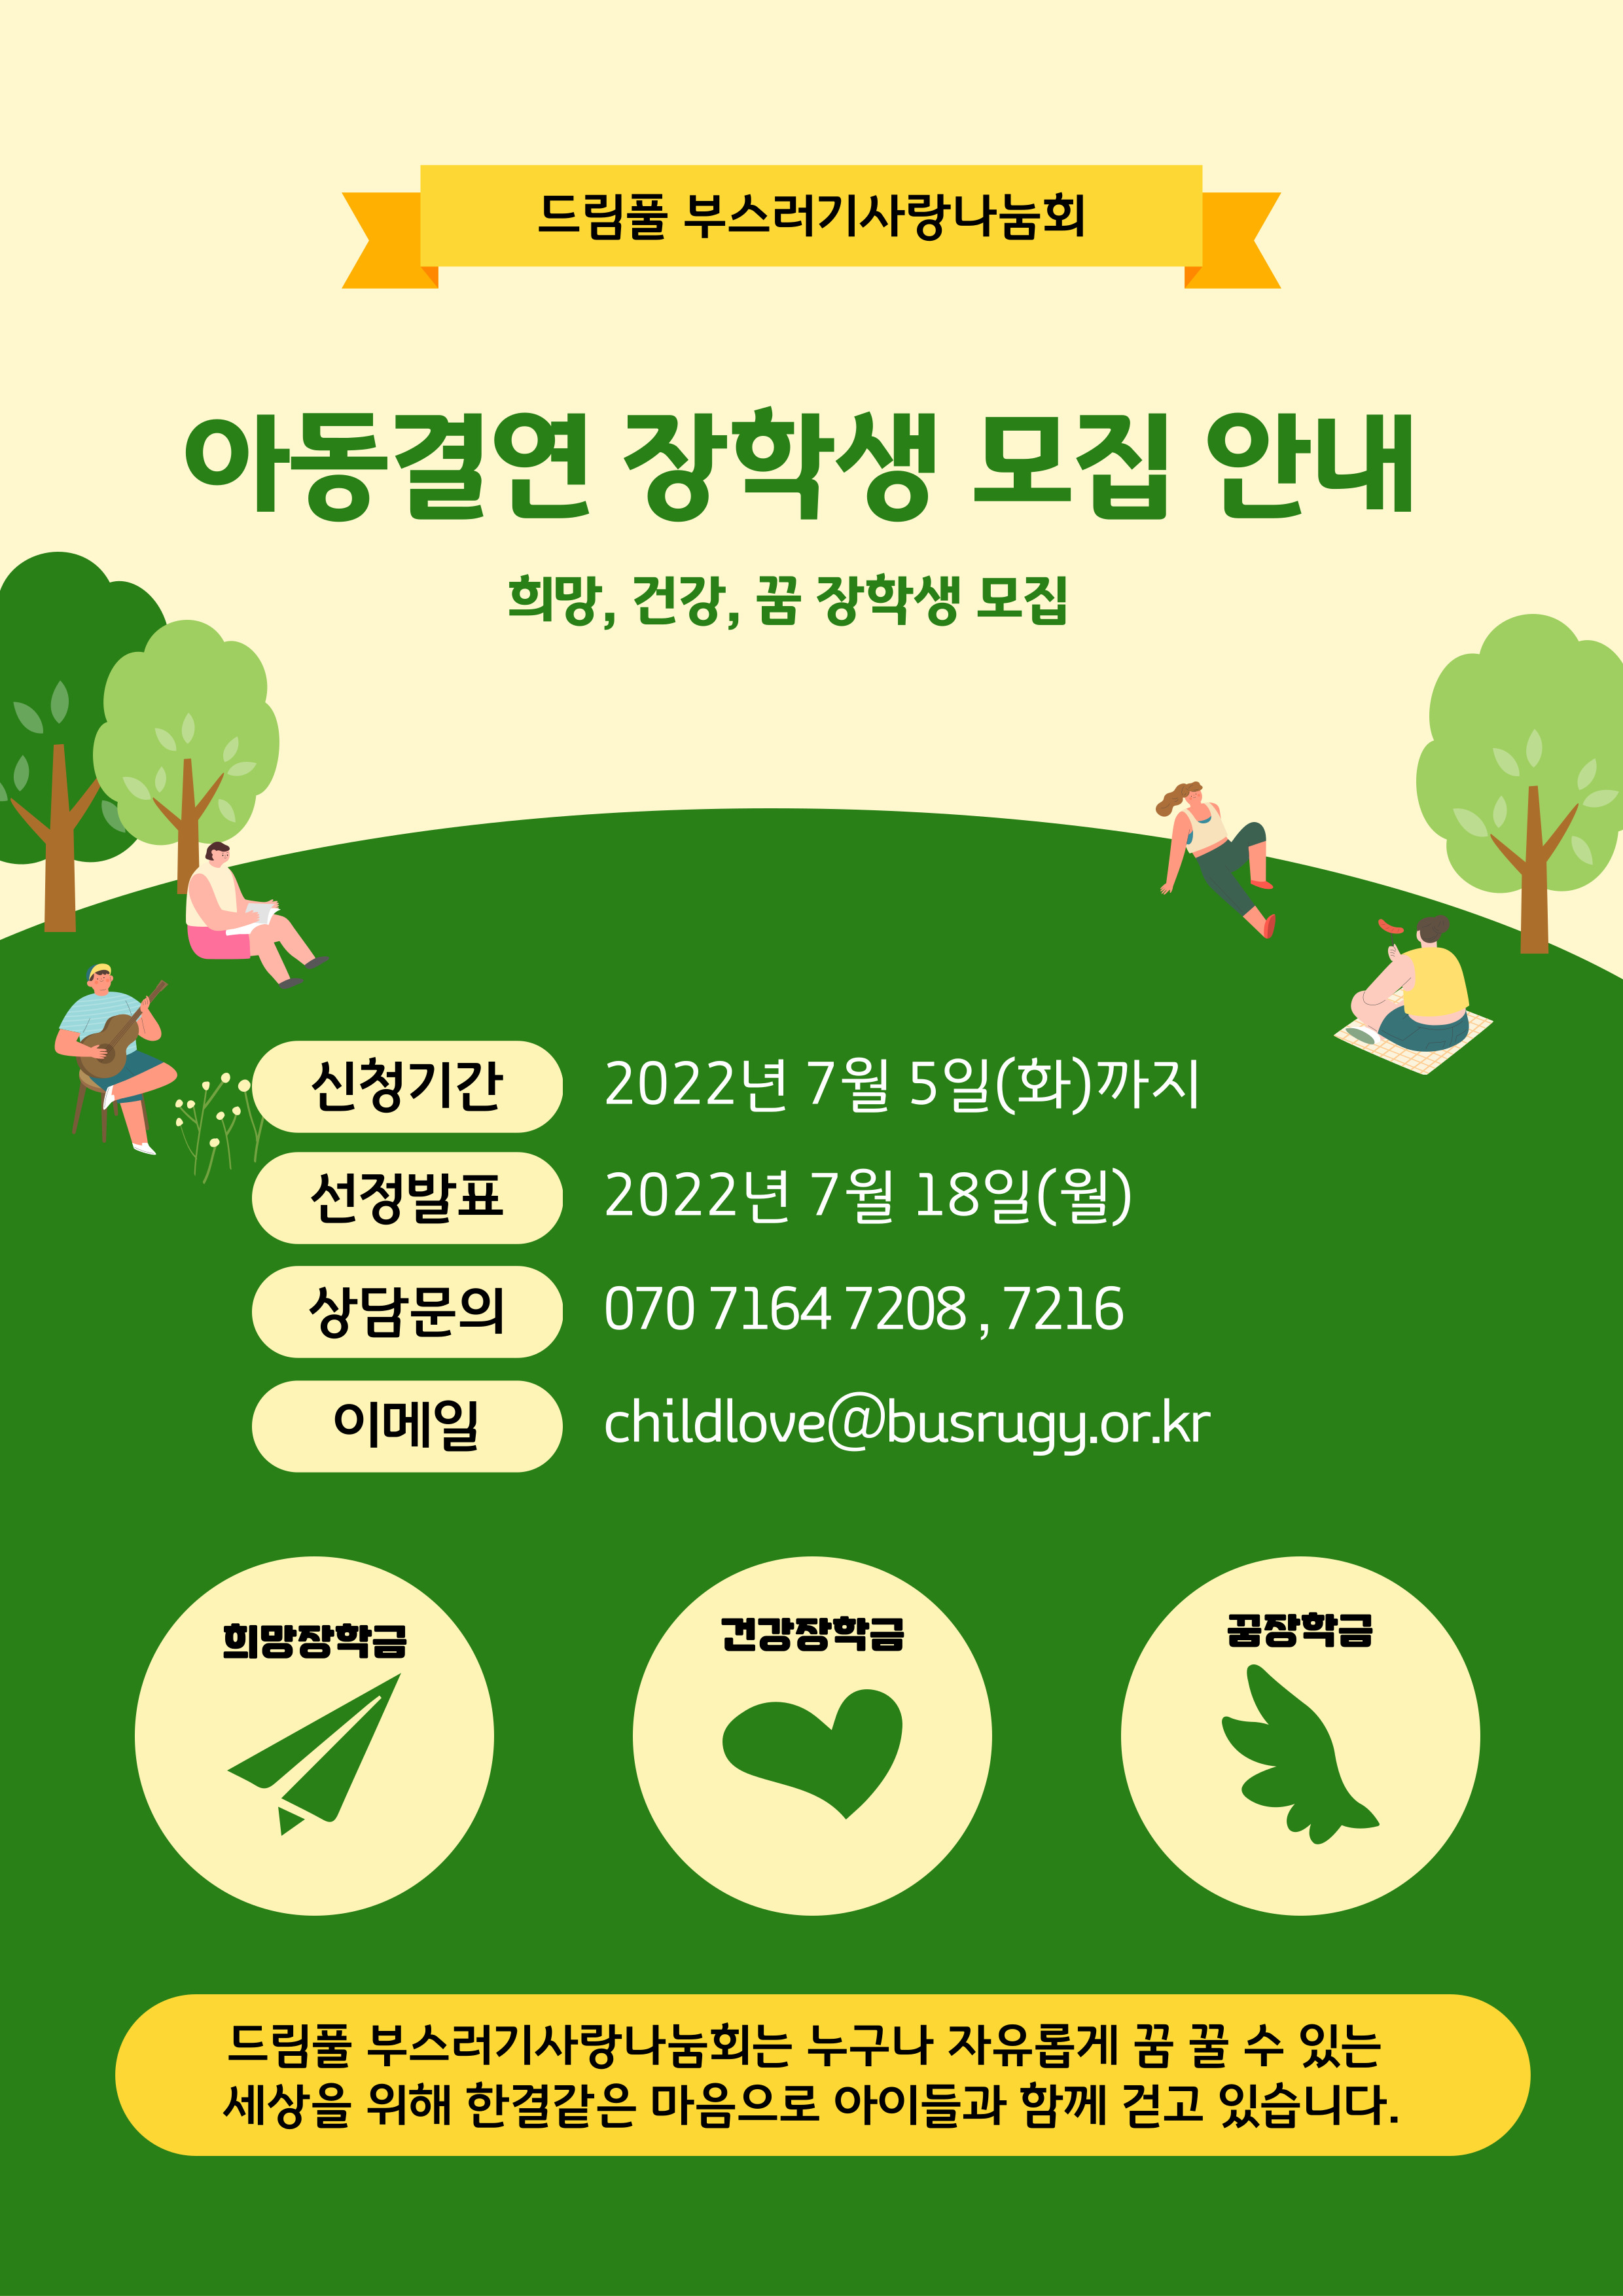 드림풀 부스러기사랑나눔회
아동결연 장학생 모집 안내
희망, 건강, 꿈 장학생 모집
신청기간 2022년 7월 5일(화)까지
선정발표 2022년 7월 18일(월)
상담문의 070 7164 7208 , 7216
이메일 childlove@busrugy.or.kr
희망장학금 건강장학금 꿈장학금
드림풀 부스러기사랑나눔회는 누구나 자유롭게 꿈 꿀 수 있는
세상을 위해 한결같은 마음으로 아이들과 함께 걷고 있습니다.